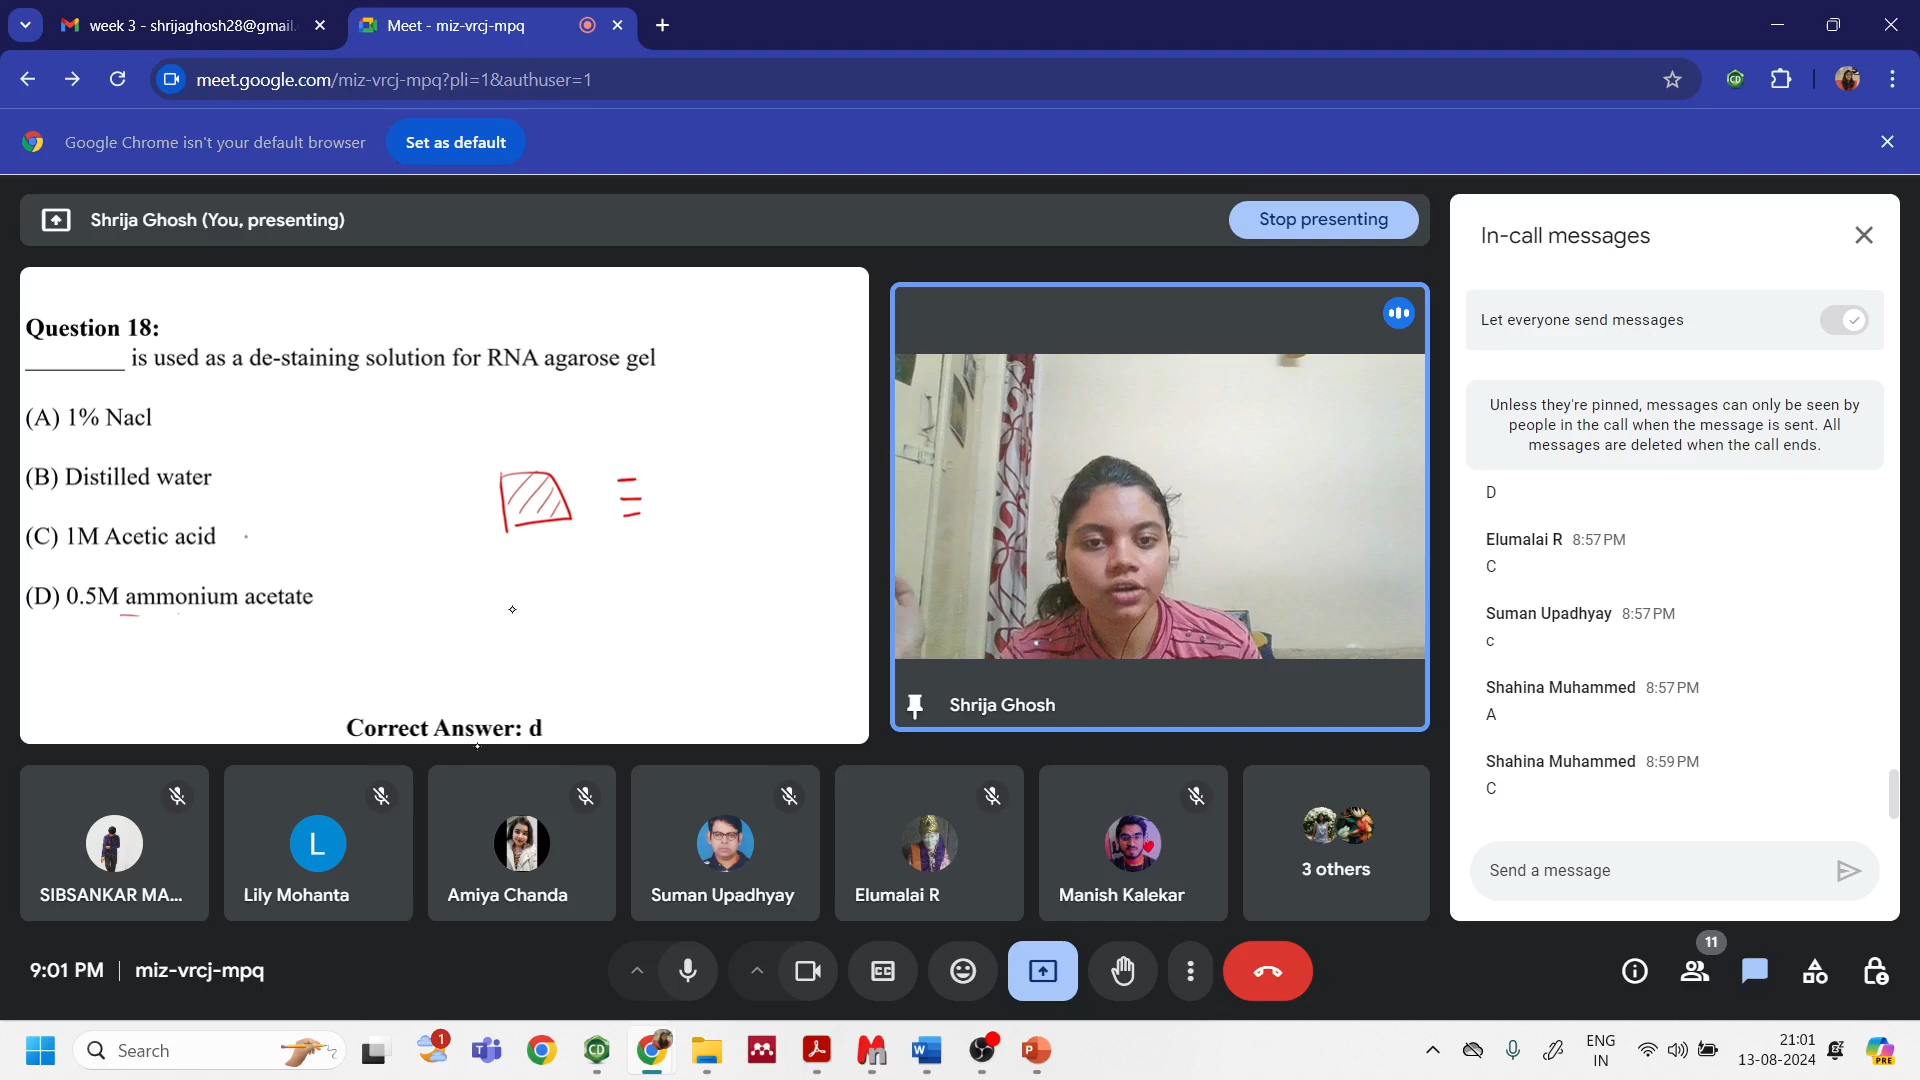 week 3 - shrijaghosh28@gmail.
Meet - miz-vrcj-mpq
meet.google.com/miz-vrcj-mpq?pli=1&authuser=1
Google Chrome isn't your default browser
Set as default
Shrija Ghosh (You, presenting)
Stop presenting
Question 18:
________ is used as a de-staining solution for RNA agarose gel
(A) 1% Nacl
(B) Distilled water
(C) 1M Acetic acid
(D) 0.5M ammonium acetate
Correct Answer: d
Shrija Ghosh
SIBSANKAR MA...
L
Lily Mohanta
Amiya Chanda
Suman Upadhyay
Elumalai R
Manish Kalekar
3 others
In-call messages
Let everyone send messages
Unless they're pinned, messages can only be seen by
people in the call when the message is sent. All
messages are deleted when the call ends.
D
Elumalai R 8:57 PM
C
Suman Upadhyay 8:57 PM
c
Shahina Muhammed 8:57 PM
A
Shahina Muhammed 8:59 PM
C
Send a message
9:01 PM | miz-vrcj-mpq
CC
11
Search
1
CD
W
P
ENG
IN
21:01
13-08-2024
PRE